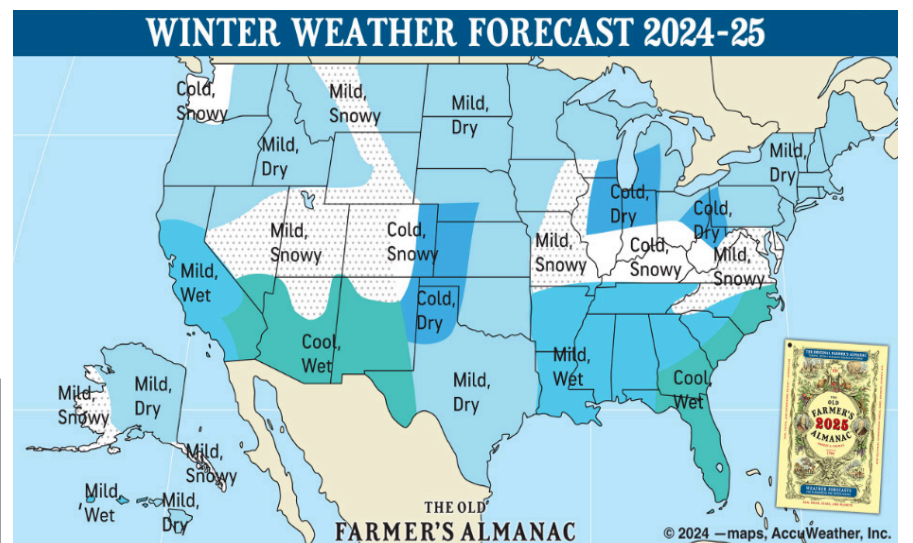 WINTER WEATHER FORECAST 2024-25
Cold,
Snowy
Mild,
Snowy
Mild,
Dry
Mild,
Dry
Mild,
Dry
Cold,
Dry
Cold,
Dry
Mild,
Snowy
Cold,
Snowy
Mild,
Snowy
Cold,
Snowy
Mild,
Snowy
Mild,
Wet
Cold,
Dry
Cool,
Wet
Mild,
Wet
Mild,
Dry
Cool,
Wet
Mild,
Snowy
Mild,
Dry
Mild,
Snowy
Mild,
Wet
Mild,
Dry
THE OLD
FARMER'S ALMANAC
THE
OLD
FARMER'S
2025
ALMANAC
WEATHER FORECASTS
© 2024 —maps, AccuWeather, Inc.